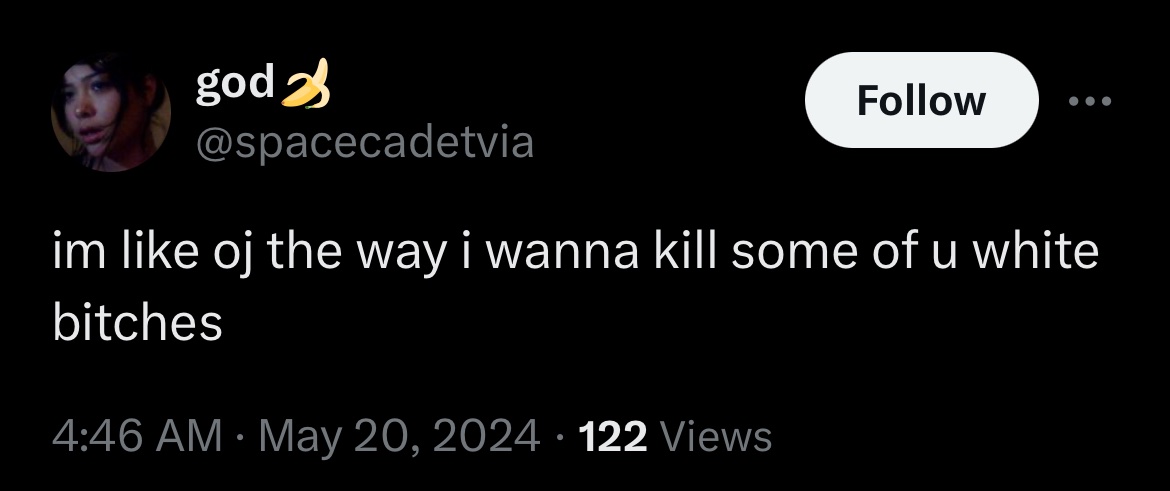 god🍌
Follow
@spacecadetvia
im like oj the way i wanna kill some of u white
bitches
4:46 AM · May 20, 2024 · 122 Views